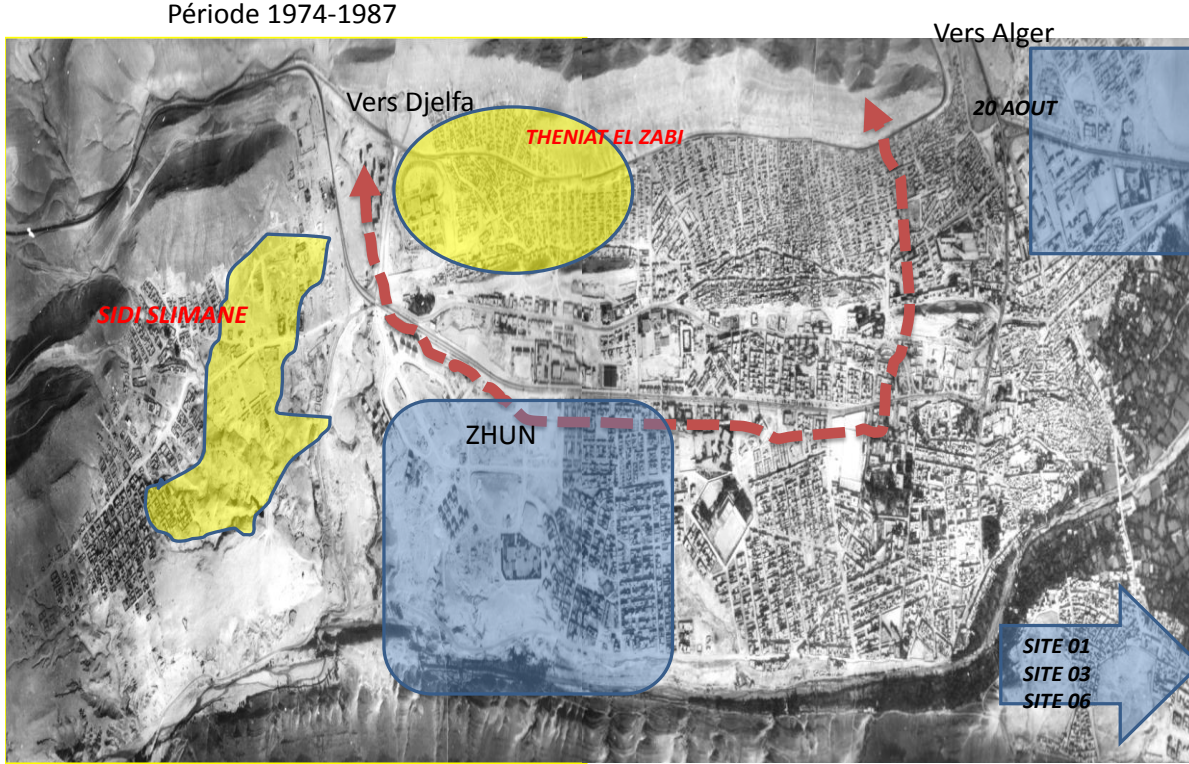 Période 1974-1987
Vers Alger
Vers Djelfa
20 AOUT
THENIAT EL ZABI
SIDI SLIMANE
ZHUN
SITE 01
SITE 03
SITE 06